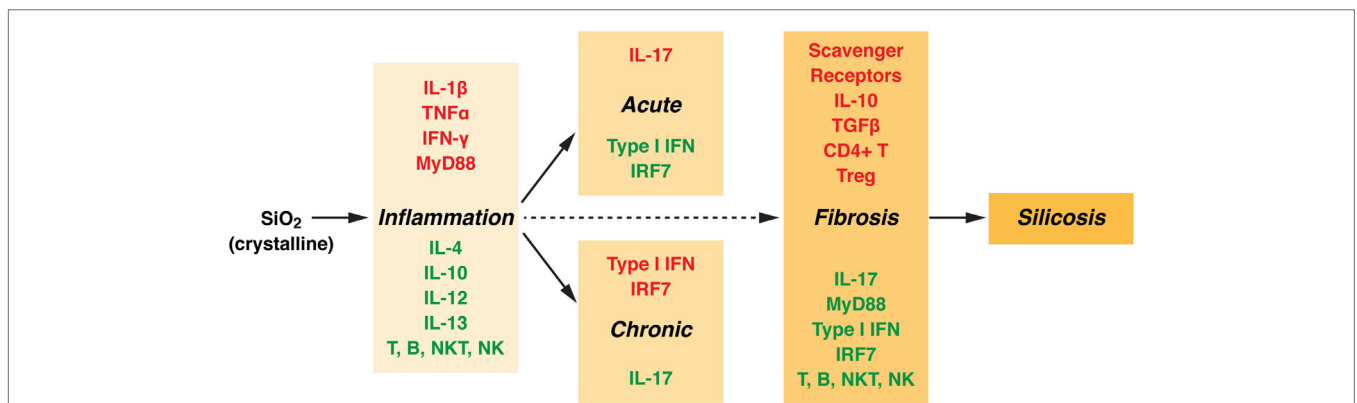 SiO₂
(crystalline)
IL-1β
TNFα
IFN-γ
MyD88
Inflammation
IL-4
IL-10
IL-12
IL-13
T, B, NKT, NK
IL-17
Acute
Type I IFN
IRF7
Type I IFN
IRF7
Chronic
IL-17
Scavenger
Receptors
IL-10
TGFβ
CD4+ T
Treg
Fibrosis
IL-17
MyD88
Type I IFN
IRF7
T, B, NKT, NK
Silicosis